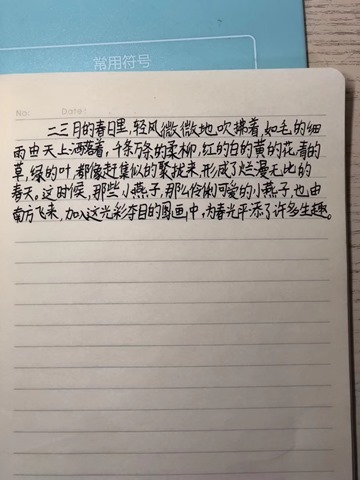 常用符号
No: Date:
二三月的春日里,轻风微微地吹拂着,如毛的细
雨由天上洒落着,千条万条的柔柳,红的白的黄的花,青的
草,绿的叶,都像赶集似的聚拢来,形成了烂漫无比的
春天。这时候,那些小燕子,那么伶俐可爱的小燕子,也由
南方飞来,加入这光彩夺目的图画中,为春光平添了许多生趣。